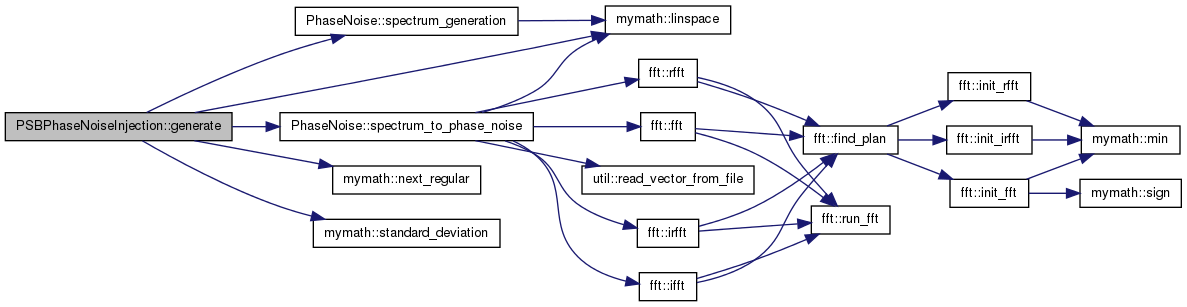 PSBPhaseNoiseInjection::generate
PhaseNoise::spectrum_generation
mymath::linspace
PhaseNoise::spectrum_to_phase_noise
mymath::next_regular
mymath::standard_deviation
fft::rfft
fft::fft
util::read_vector_from_file
fft::irfft
fft::ifft
fft::find_plan
fft::run_fft
fft::init_rfft
fft::init_irfft
fft::init_fft
mymath::min
mymath::sign